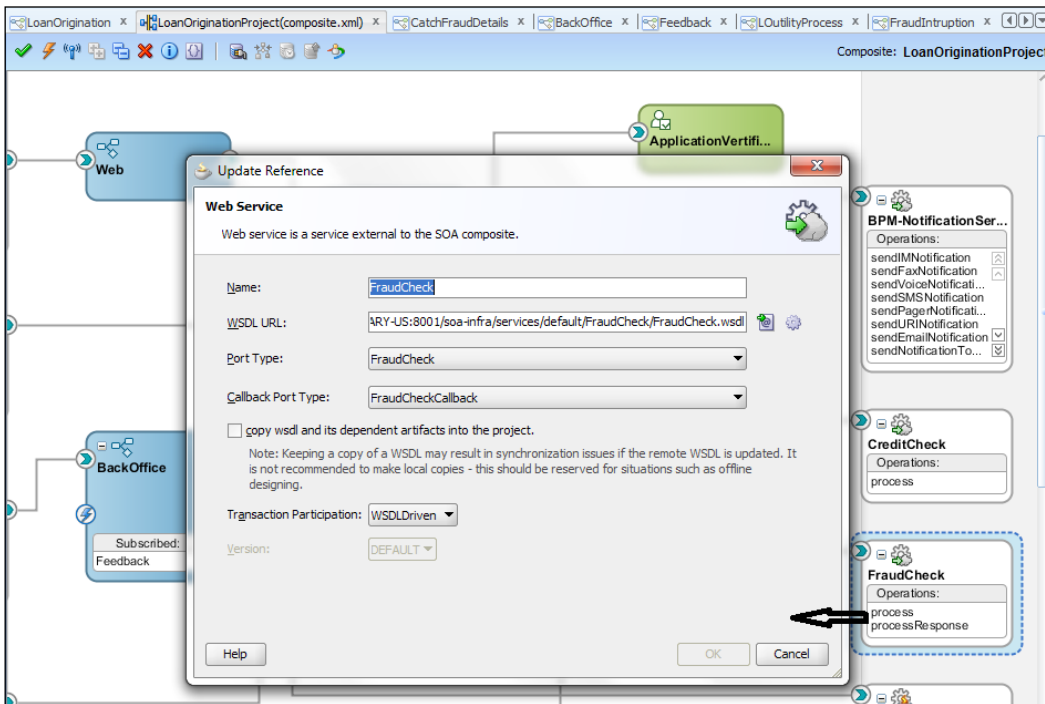 LoanOrigination x
LoanOriginationProject(composite.xml) x
CatchFraudDetails x
BackOffice x
Feedback x
LOutilityProcess x
FraudIntruption x
Composite: LoanOriginationProject
Web
ApplicationVertifi...
Update Reference
Web Service
Web service is a service external to the SOA composite.
Name:
FraudCheck
WSDL URL:
ARY-US:8001/soa-infra/services/default/FraudCheck/FraudCheck.wsdl
Port Type:
FraudCheck
Callback Port Type:
FraudCheckCallback
copy wsdl and its dependent artifacts into the project.
Note: Keeping a copy of a WSDL may result in synchronization issues if the remote WSDL is updated. It
is not recommended to make local copies - this should be reserved for situations such as offline
designing.
Transaction Participation:
WSDLDriven
Version:
DEFAULT
Help
OK
Cancel
BackOffice
Subscribed:
Feedback
BPM-NotificationSer...
Operations:
sendIMNotification
sendFaxNotification
sendVoiceNotificati...
sendSMSNotification
sendPagerNotificati...
sendURINotification
sendEmailNotification
sendNotificationTo...
CreditCheck
Operations:
process
FraudCheck
Operations:
process
processResponse